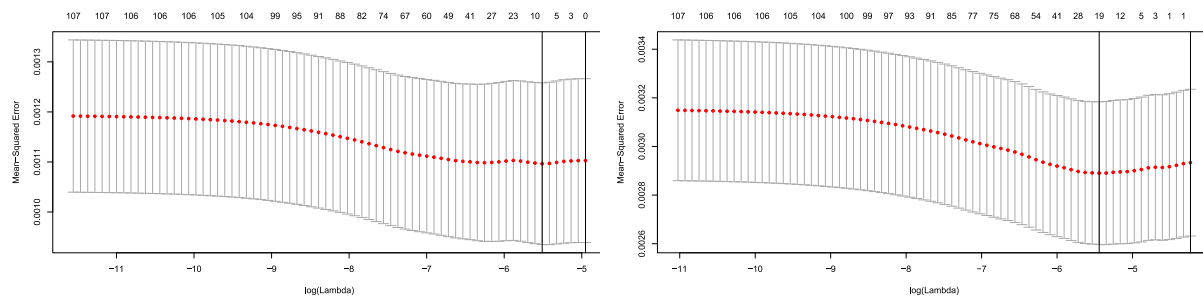 107 107 106 106 105 104 99 95 91 88 82 74 67 60 49 41 27 23 10 5 3 0
Mean−Squared Error
0.0013
0.0012
0.0011
0.0010
−11 −10 −9 −8 −7 −6 −5
log(Lambda)
107 106 106 106 105 104 100 99 97 93 91 85 77 75 68 54 41 28 19 12 5 3 1 1
Mean−Squared Error
0.0034
0.0032
0.0030
0.0028
0.0026
−11 −10 −9 −8 −7 −6 −5
log(Lambda)